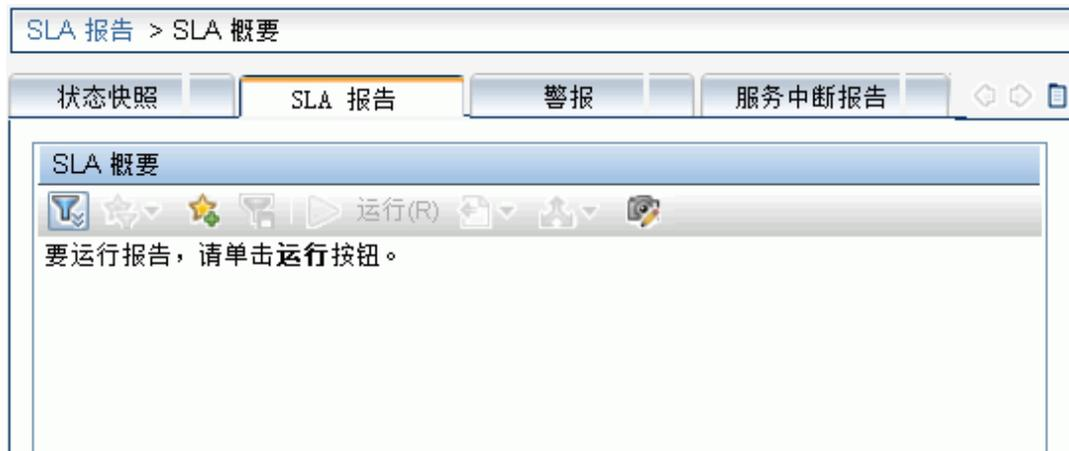 SLA 报告 > SLA 概要
状态快照 SLA 报告 警报 服务中断报告
SLA 概要
运行(R)
要运行报告，请单击运行按钮。